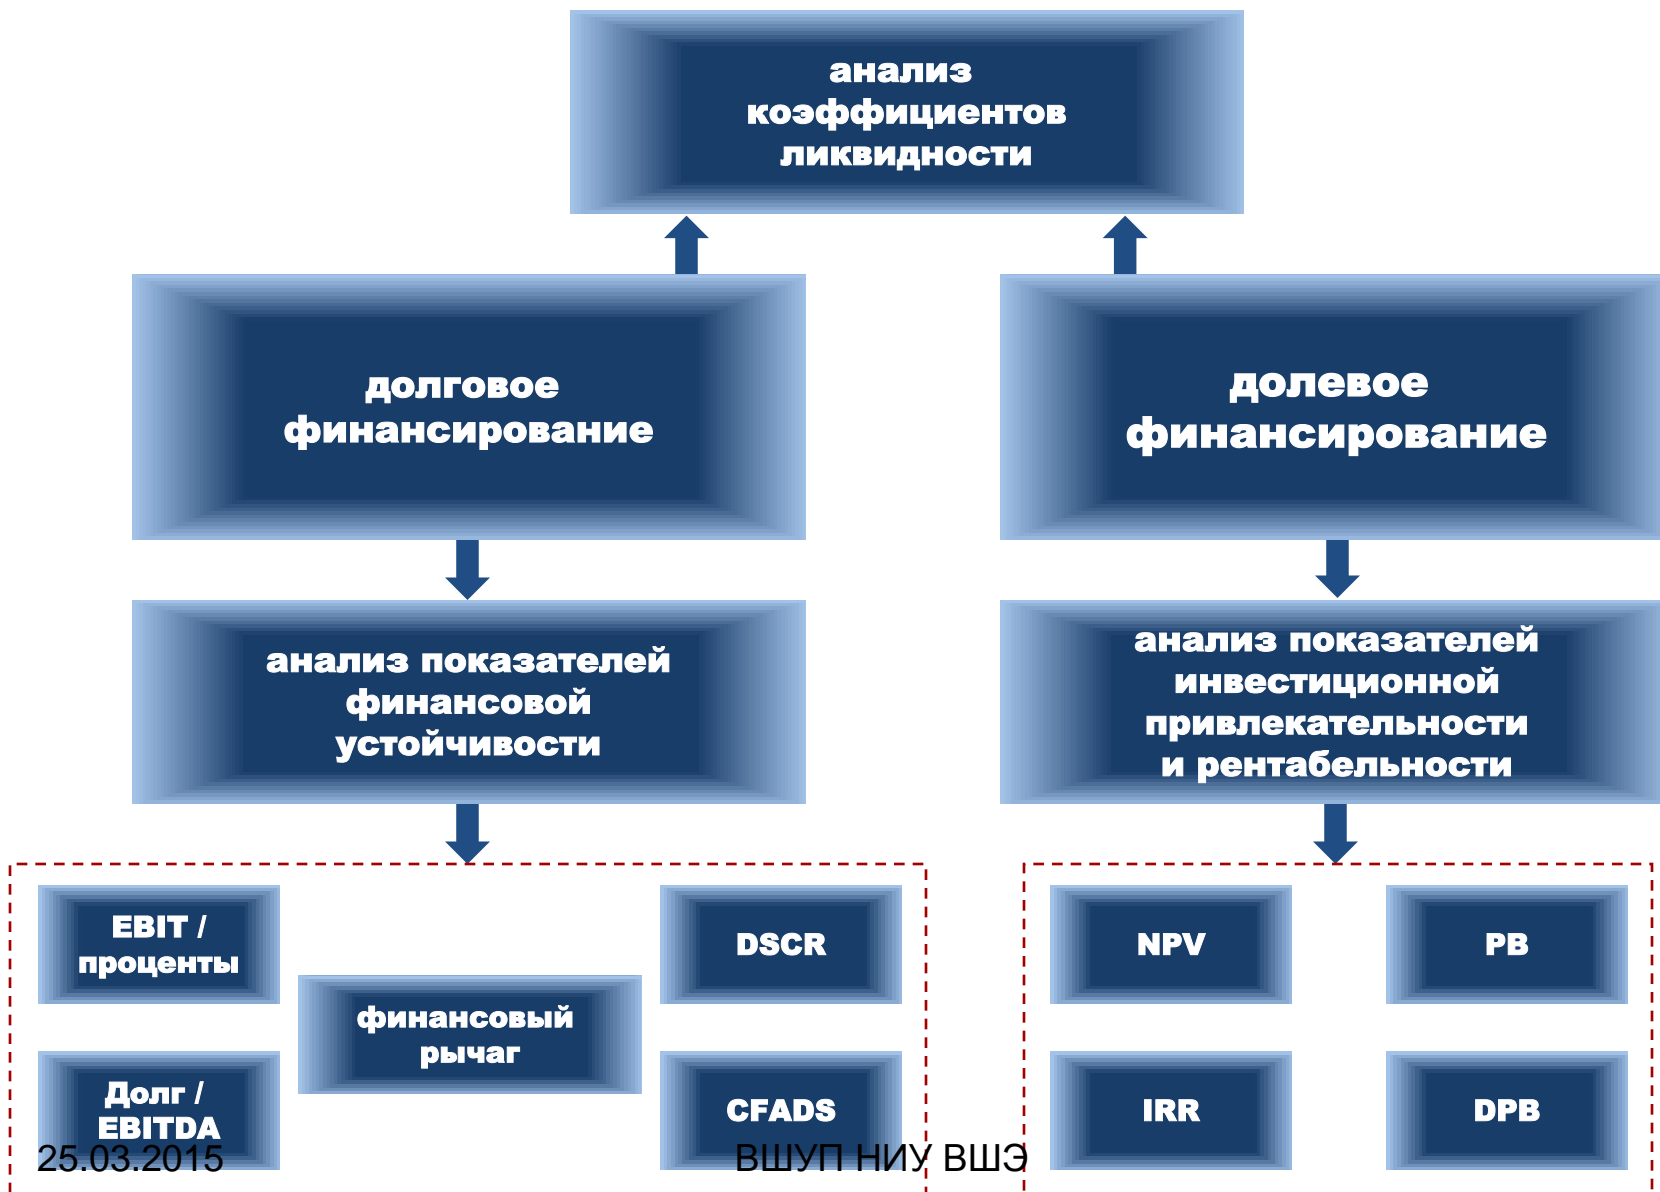 анализ
коэффициентов
ликвидности
долговое
финансирование
долевое
финансирование
анализ показателей
финансовой
устойчивости
анализ показателей
инвестиционной
привлекательности
и рентабельности
EBIT /
проценты
DSCR
финансовый
рычаг
Долг /
EBITDA
CFADS
NPV
PB
IRR
DPB
25.03.2015
ВШУП НИУ ВШЭ